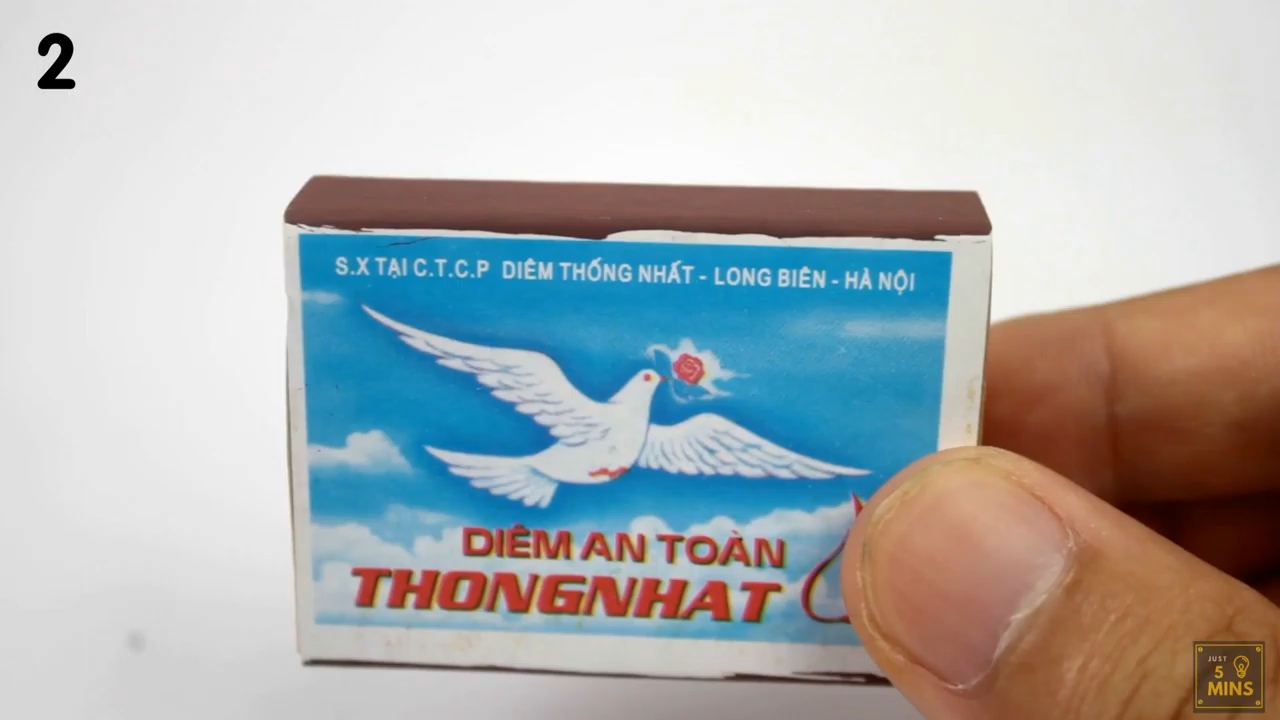 2
S.X TẠI C.T.C.P DIÊM THỐNG NHẤT - LONG BIÊN - HÀ NỘI
DIÊM AN TOÀN
THONGNHAT
JUST
5
MINS